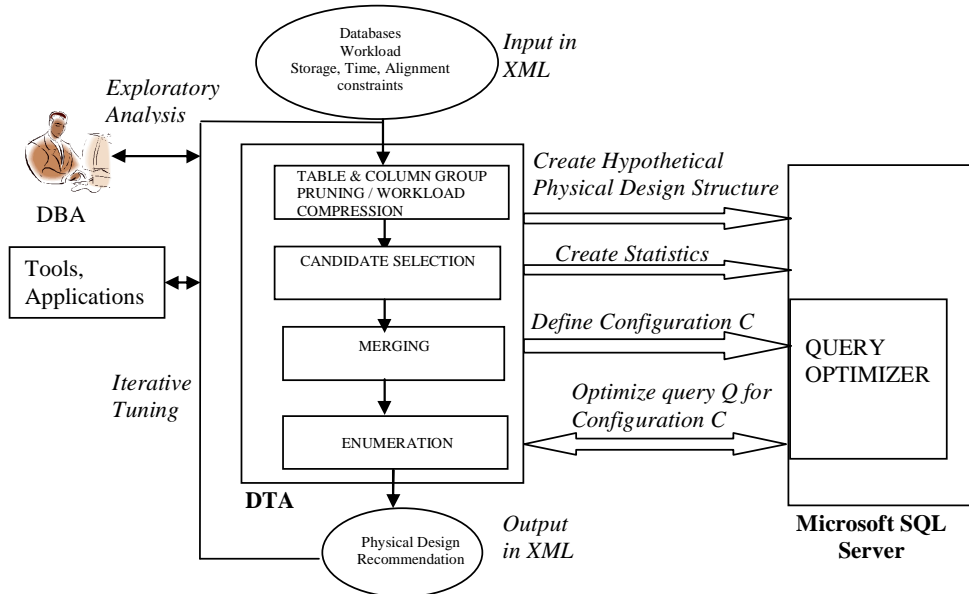 Databases
Workload
Storage, Time, Alignment
constraints
Input in
XML
Exploratory
Analysis
DBA
Tools,
Applications
Iterative
Tuning
TABLE & COLUMN GROUP
PRUNING / WORKLOAD
COMPRESSION
CANDIDATE SELECTION
MERGING
ENUMERATION
DTA
Physical Design
Recommendation
Output
in XML
Create Hypothetical
Physical Design Structure
Create Statistics
Define Configuration C
Optimize query Q for
Configuration C
QUERY
OPTIMIZER
Microsoft SQL
Server